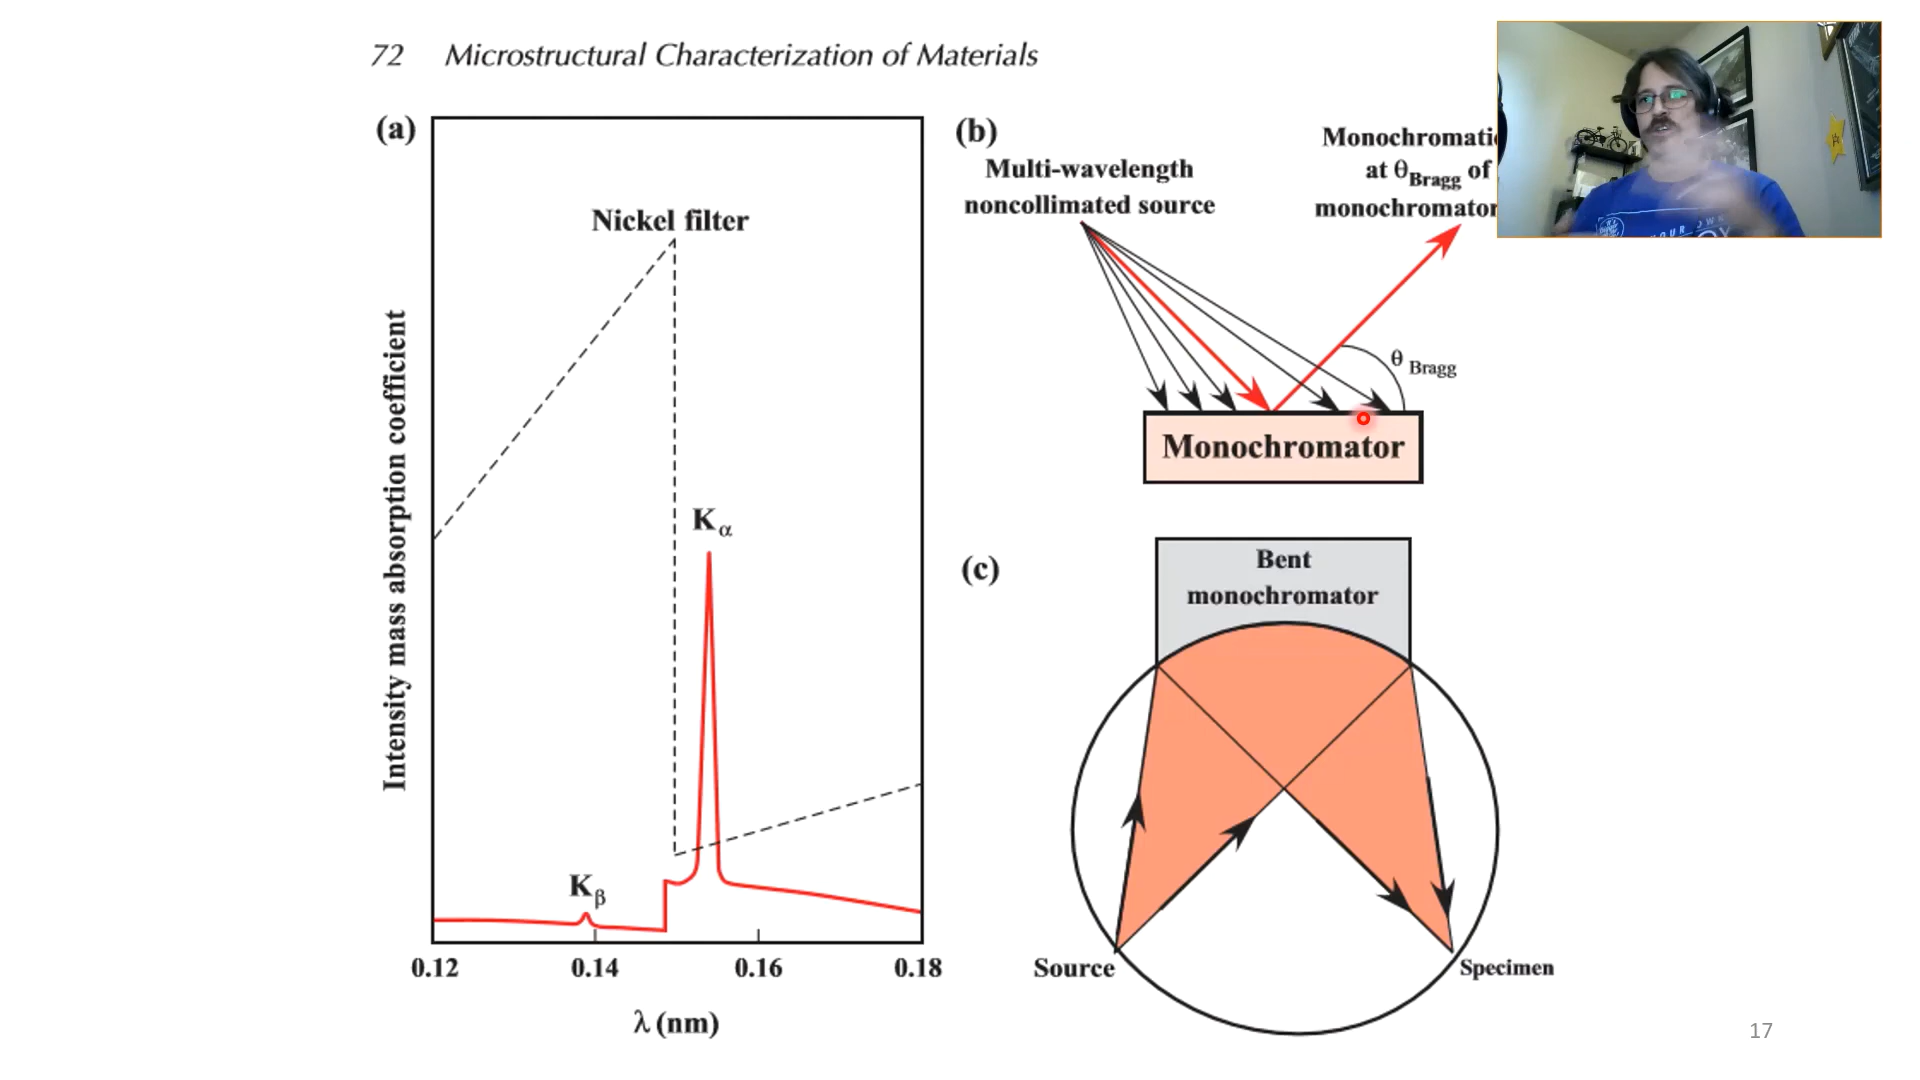 72 Microstructural Characterization of Materials
(a)
Nickel filter
Intensity mass absorption coefficient
Kα
Kβ
0.12 0.14 0.16 0.18
λ (nm)
(b)
Multi-wavelength
noncollimated source
Monochromati
at θBragg of
monochromator
θ Bragg
Monochromator
(c)
Bent
monochromator
Source
Specimen
17